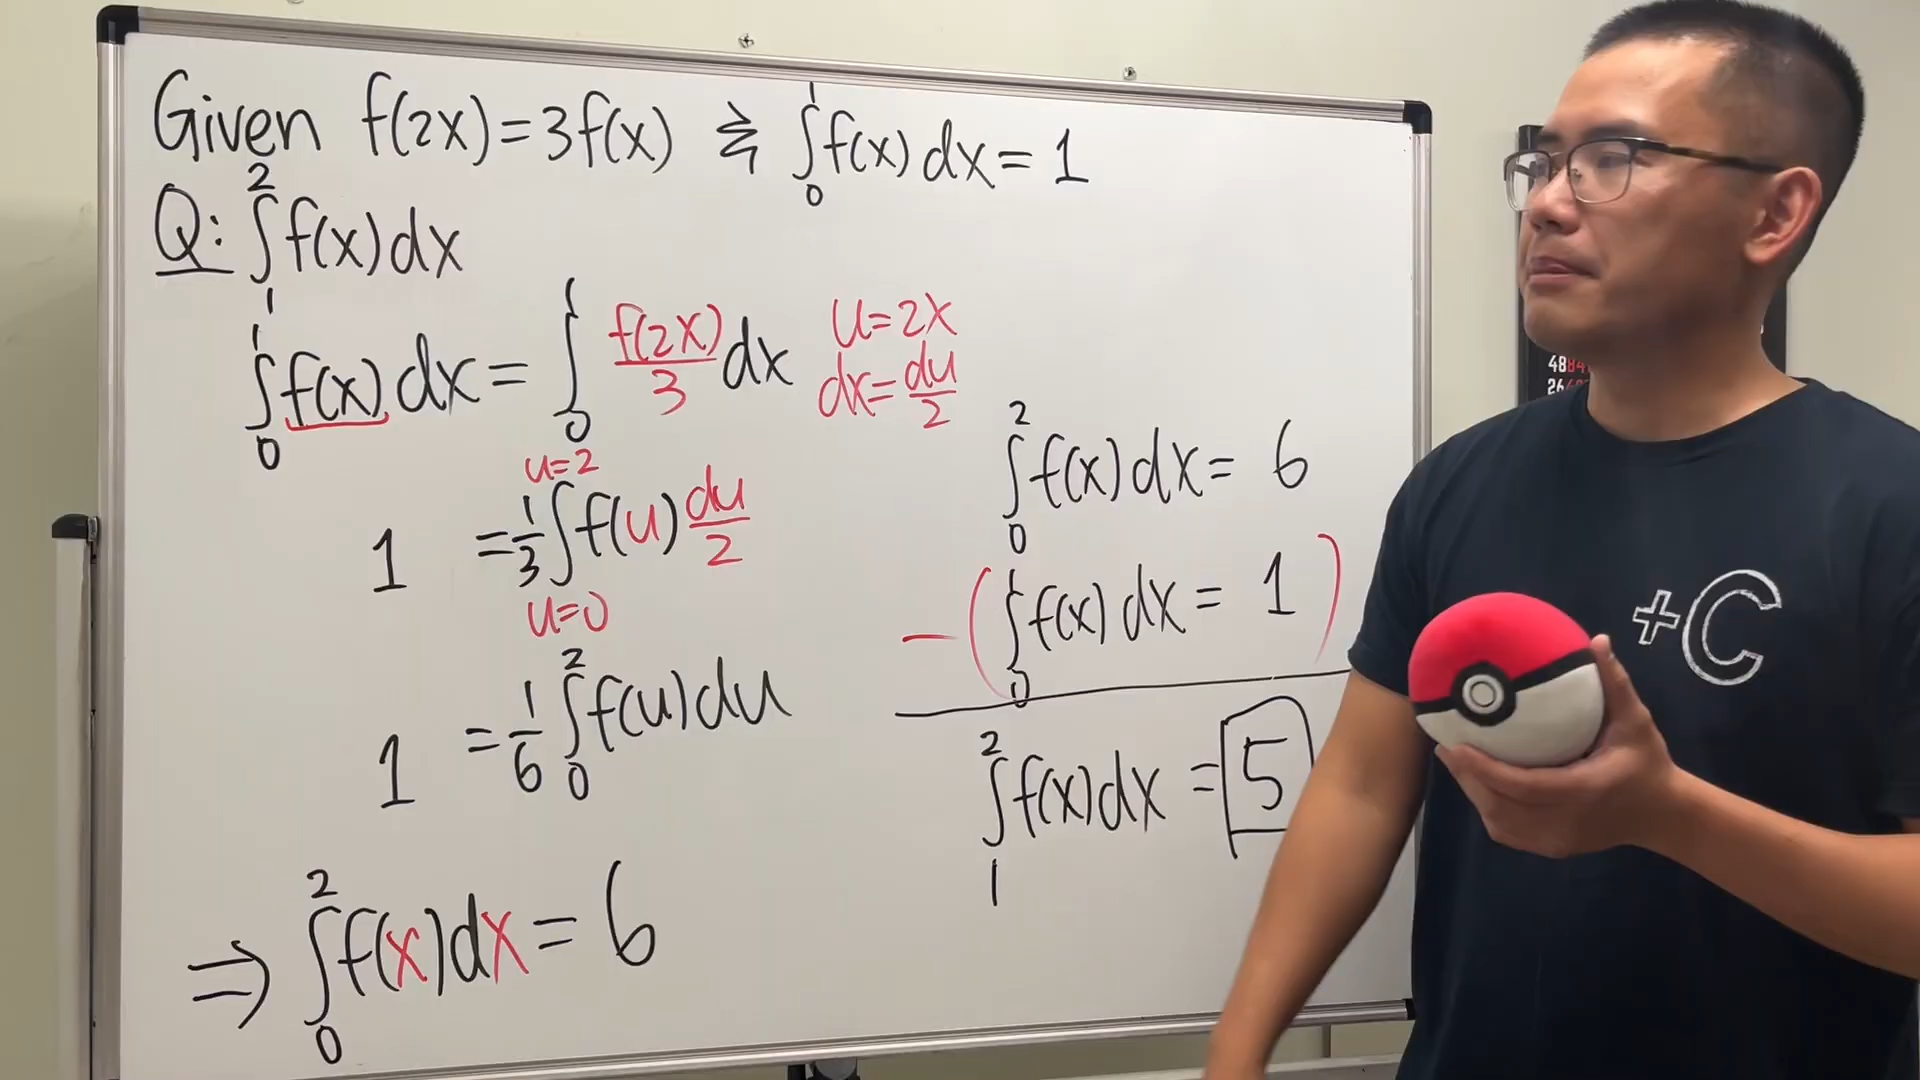 Given f(2x)=3f(x) & ∫₀¹ f(x) dx = 1
Q: ∫₁² f(x) dx
∫₀¹ f(x) dx = ∫₀¹ f(2x)/3 dx
u=2x
dx=du/2
1 = 1/3 ∫_{u=0}^{u=2} f(u) du/2
1 = 1/6 ∫₀² f(u) du
⇒ ∫₀² f(x) dx = 6
∫₀² f(x) dx = 6
-(∫₀¹ f(x) dx = 1)
∫₁² f(x) dx = 5
+C